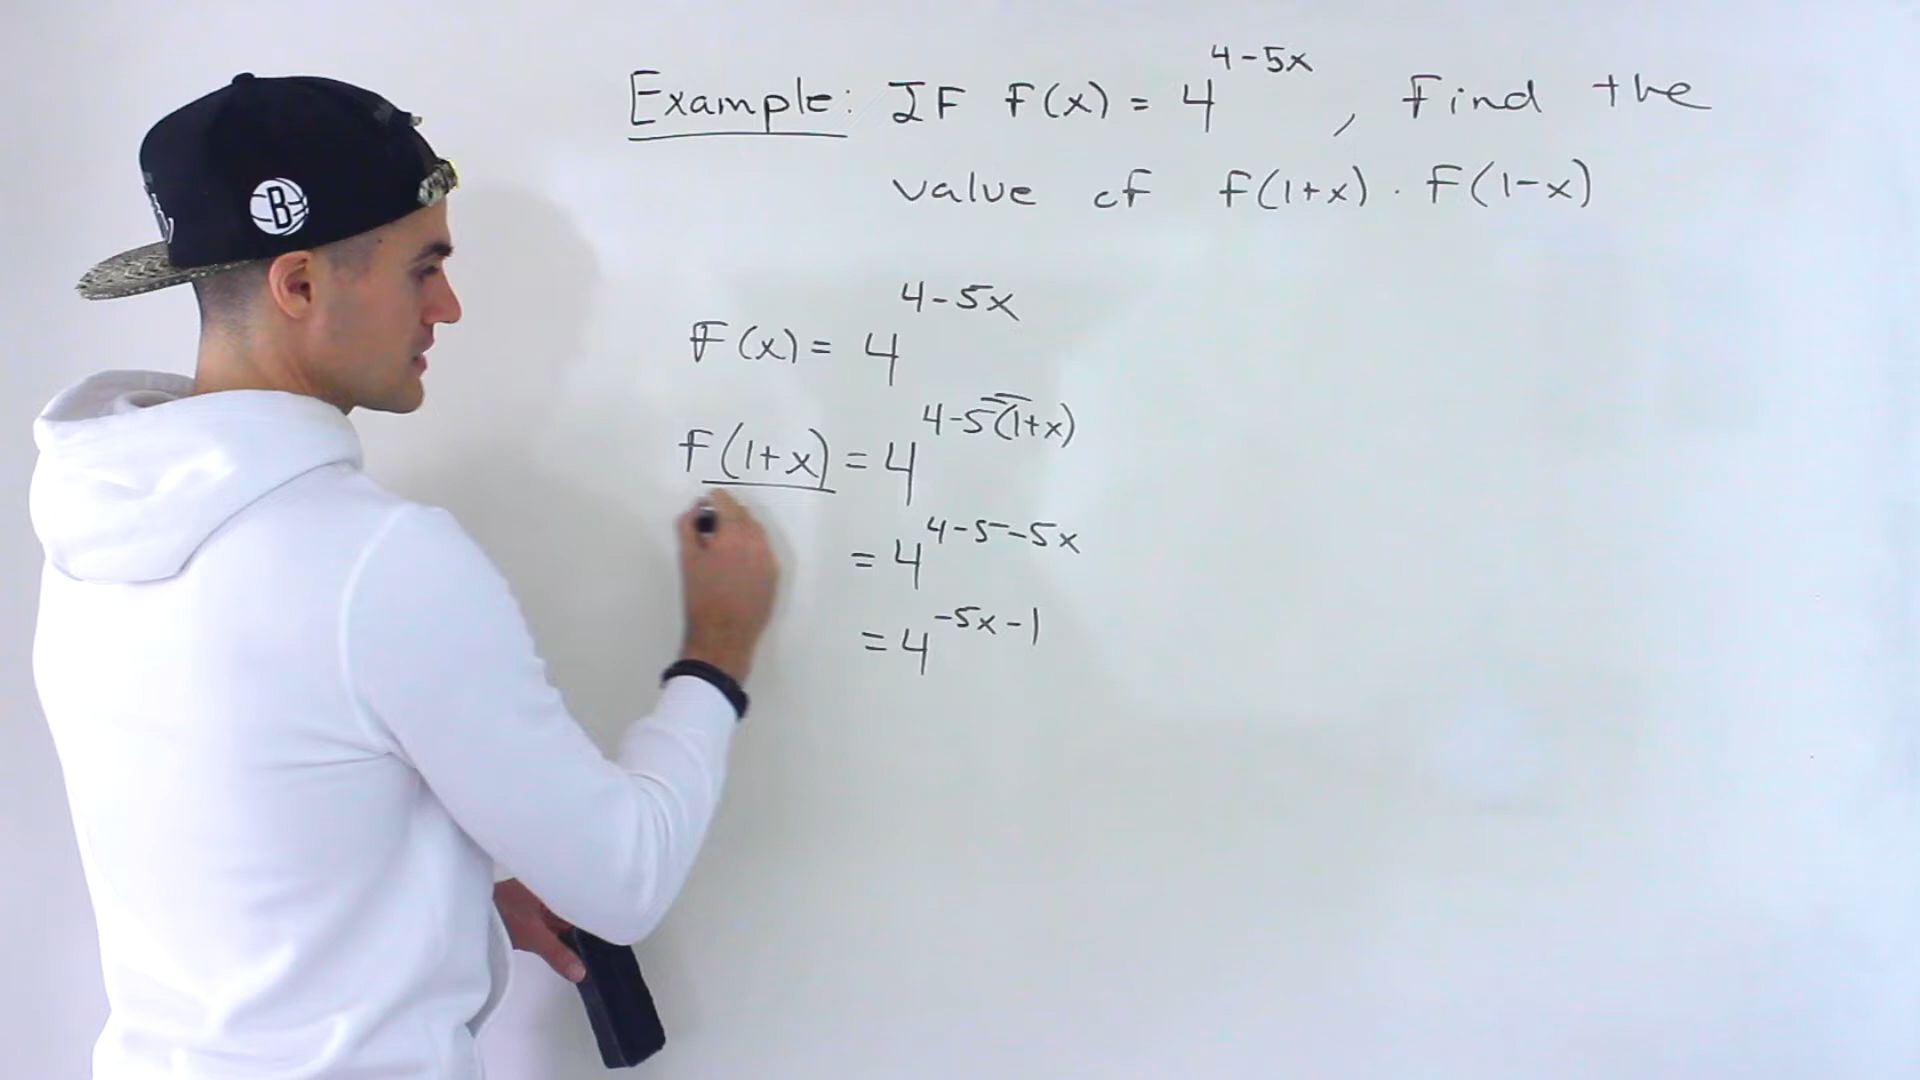 Example: IF F(x) = 4^(4-5x), Find the
value of F(1+x) · F(1-x)
F(x) = 4^(4-5x)
F(1+x) = 4^(4-5(1+x))
= 4^(4-5-5x)
= 4^(-5x-1)
B